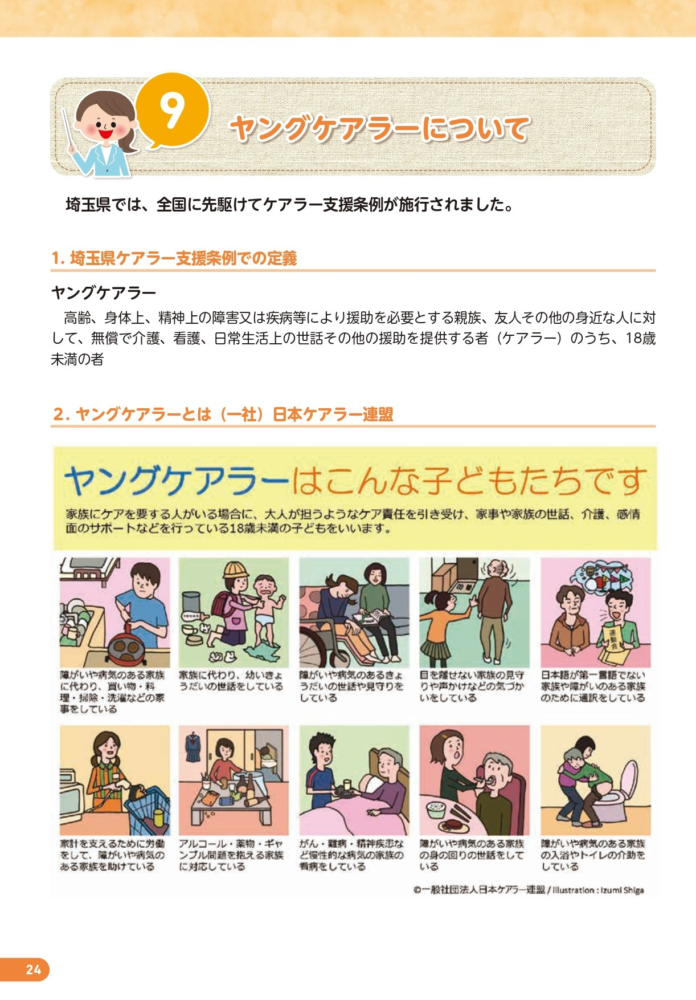 9
ヤングケアラーについて
埼玉県では、全国に先駆けてケアラー支援条例が施行されました。
1. 埼玉県ケアラー支援条例での定義
ヤングケアラー
高齢、身体上、精神上の障害又は疾病等により援助を必要とする親族、友人その他の身近な人に対
して、無償で介護、看護、日常生活上の世話その他の援助を提供する者（ケアラー）のうち、18歳
未満の者
2. ヤングケアラーとは（一社）日本ケアラー連盟
ヤングケアラーはこんな子どもたちです
家族にケアを要する人がいる場合に、大人が担うようなケア責任を引き受け、家事や家族の世話、介護、感情
面のサポートなどを行っている18歳未満の子どもをいいます。
運動会
障がいや病気のある家族
に代わり、買い物・料
理・掃除・洗濯などの家
事をしている
家族に代わり、幼いきょ
うだいの世話をしている
障がいや病気のあるきょ
うだいの世話や見守りを
している
目を離せない家族の見守
りや声かけなどの気づか
いをしている
日本語が第一言語でない
家族や障がいのある家族
のために通訳をしている
家計を支えるために労働
をして、障がいや病気の
ある家族を助けている
アルコール・薬物・ギャ
ンブル問題を抱える家族
に対応している
がん・難病・精神疾患な
ど慢性的な病気の家族の
看病をしている
障がいや病気のある家族
の身の回りの世話をして
いる
障がいや病気のある家族
の入浴やトイレの介助を
している
©一般社団法人日本ケアラー連盟 / Illustration : Izumi Shiga
24